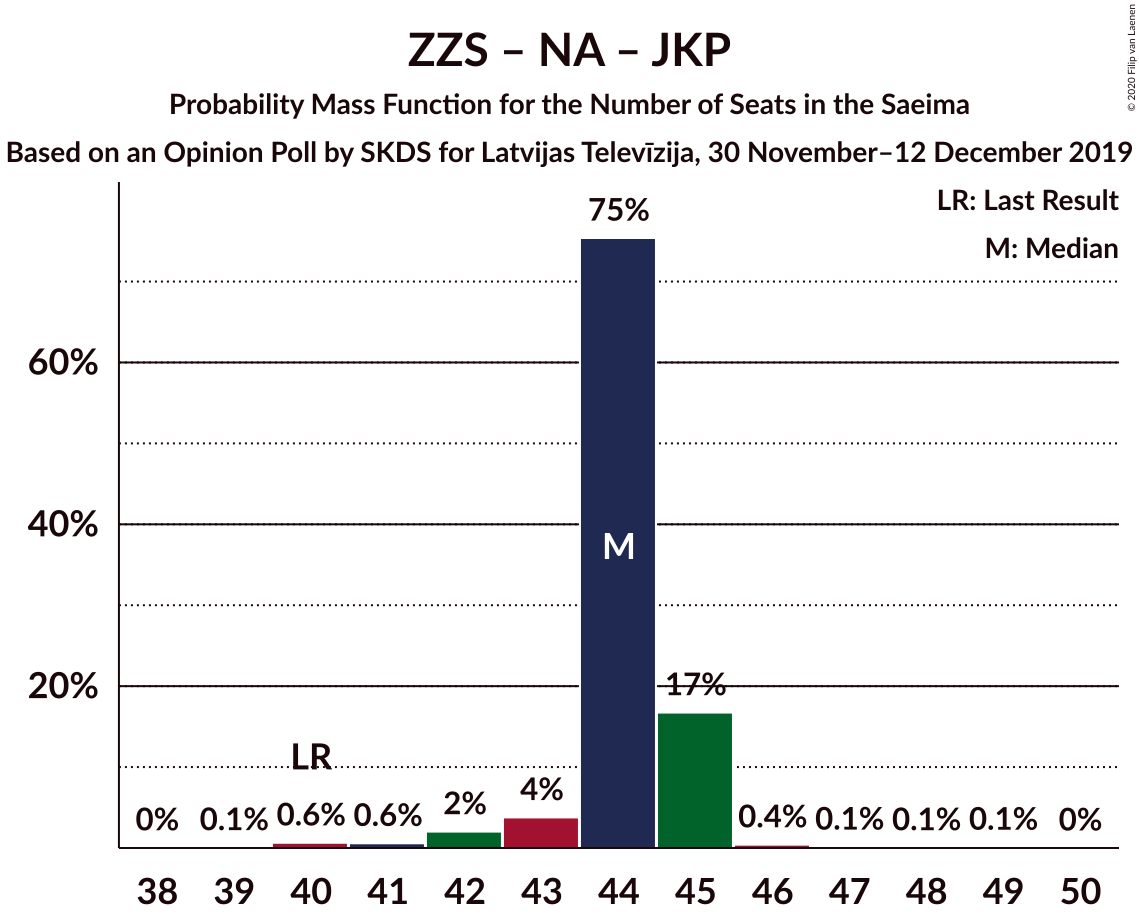 ZZS – NA – JKP
Probability Mass Function for the Number of Seats in the Saeima
Based on an Opinion Poll by SKDS for Latvijas Televīzija, 30 November–12 December 2019
© 2020 Filip van Laenen
LR: Last Result
M: Median
75%
60%
40%
M
20%
17%
LR
0%
0.1%
0.6%
0.6%
2%
4%
0.4%
0.1%
0.1%
0.1%
0%
38 39 40 41 42 43 44 45 46 47 48 49 50